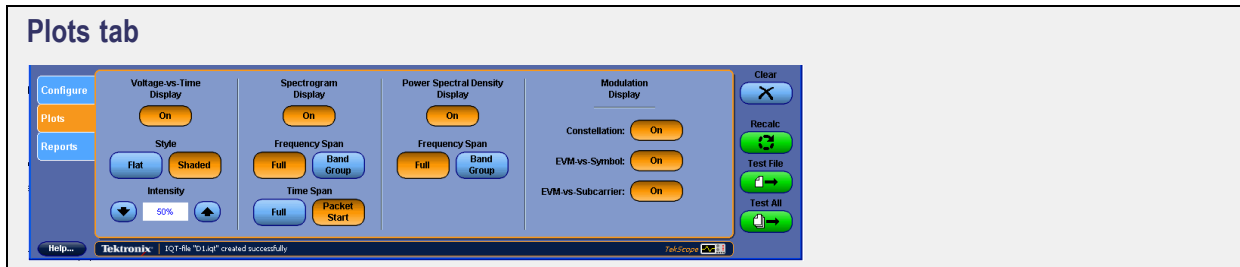 Plots tab
Configure
Plots
Reports
Voltage-vs-Time
Display
On
Style
Flat
Shaded
Intensity
50%
Spectrogram
Display
On
Frequency Span
Full
Band
Group
Time Span
Full
Packet
Start
Power Spectral Density
Display
On
Frequency Span
Full
Band
Group
Modulation
Display
Constellation: On
EVM-vs-Symbol: On
EVM-vs-Subcarrier: On
Clear
Recalc
Test File
Test All
Help...
Tektronix IQT-file "D1.iqt" created successfully
TekScope